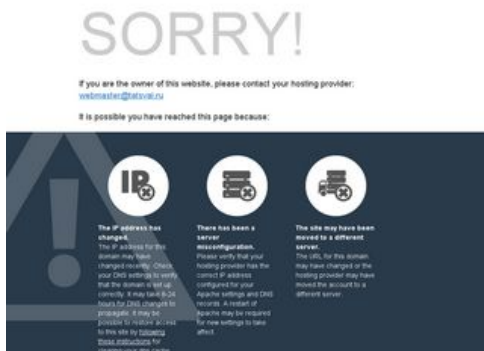 SORRY!
If you are the owner of this website, please contact your hosting provider:
webmaster@tatsval.ru
It is possible you have reached this page because:
IP
The IP address has
changed.
The IP address for this
domain may have
changed recently. Check
your DNS settings to verify
that the domain is set up
correctly. It may take 8-24
hours for DNS changes to
propagate. It may be
possible to restore access
to this site by following
these instructions for
clearing your dns cache.
There has been a
server
misconfiguration.
Please verify that your
hosting provider has the
correct IP address
configured for your
Apache settings and DNS
records. A restart of
Apache may be required
for new settings to take
affect.
The site may have been
moved to a different
server.
The URL for this domain
may have changed or the
hosting provider may have
moved the account to a
different server.